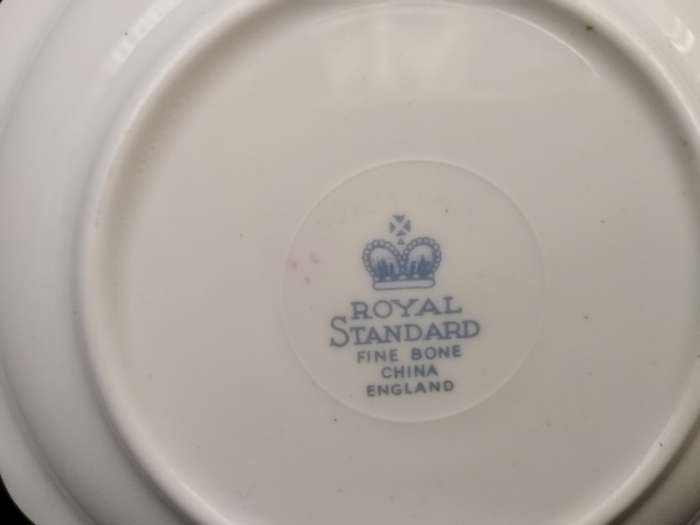 ROYAL
STANDARD
FINE BONE
CHINA
ENGLAND